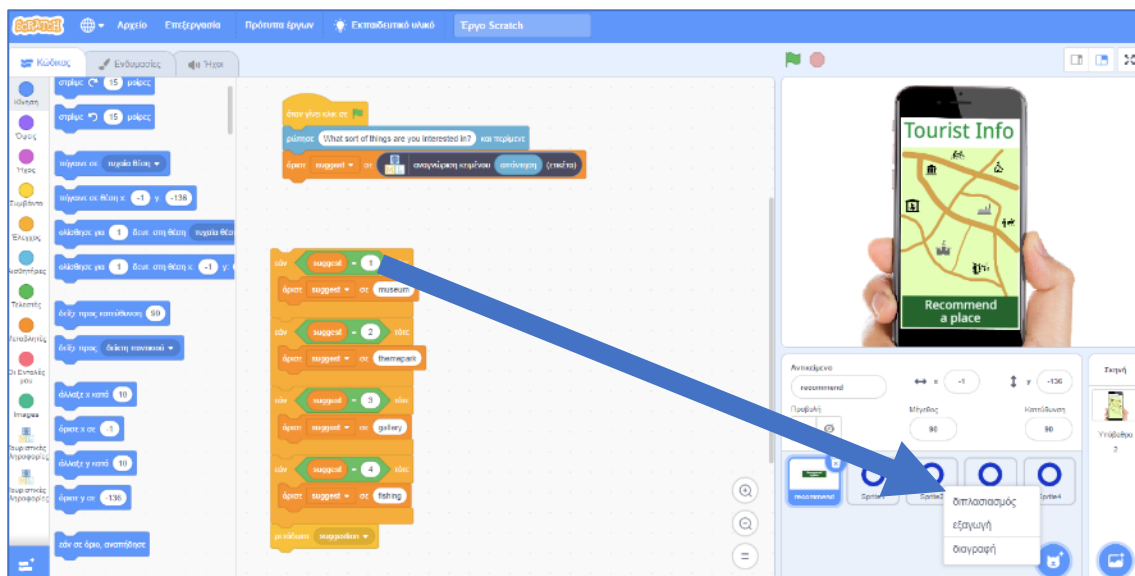 SCRATCH Αρχείο Επεξεργασία Πρότυπα έργων Εκπαιδευτικό υλικό Έργο Scratch
Κώδικας Ενδυμασίες Ήχοι
Κίνηση
Όψεις
Ήχος
Συμβάντα
Έλεγχος
Αισθητήρες
Τελεστές
Μεταβλητές
Οι Εντολές
μου
Images
στρίψε 15 μοίρες
στρίψε 15 μοίρες
πήγαινε σε τυχαία θέση
πήγαινε σε θέση x: -1 y: -136
ολίσθησε για 1 δευτ. στη θέση τυχαία θέσ
ολίσθησε για 1 δευτ. στη θέση x: -1 y:
δείξε προς κατεύθυνση 90
δείξε προς δείκτη ποντικιού
άλλαξε x κατά 10
όρισε x σε -1
άλλαξε y κατά 10
όρισε y σε -136
εάν σε όριο, αναπήδησε
όταν γίνει κλικ σε
ρώτησε What sort of things are you interested in? και περίμενε
όρισε suggest σε αναγνώριση κειμένου απάντηση (ετικέτα)
εάν suggest = 1
όρισε suggest σε museum
εάν suggest = 2 τότε
όρισε suggest σε themepark
εάν suggest = 3 τότε
όρισε suggest σε gallery
εάν suggest = 4 τότε
όρισε suggest σε fishing
μετάδωσε suggestion
Tourist Info
Recommend
a place
Αντικείμενο
recommend x -1 y -136
Προβολή Μέγεθος Κατεύθυνση
90 90
recommend Sprite1 Sprite4
διπλασιασμός
εξαγωγή
διαγραφή
Σκηνή
Υπόβαθρα
2